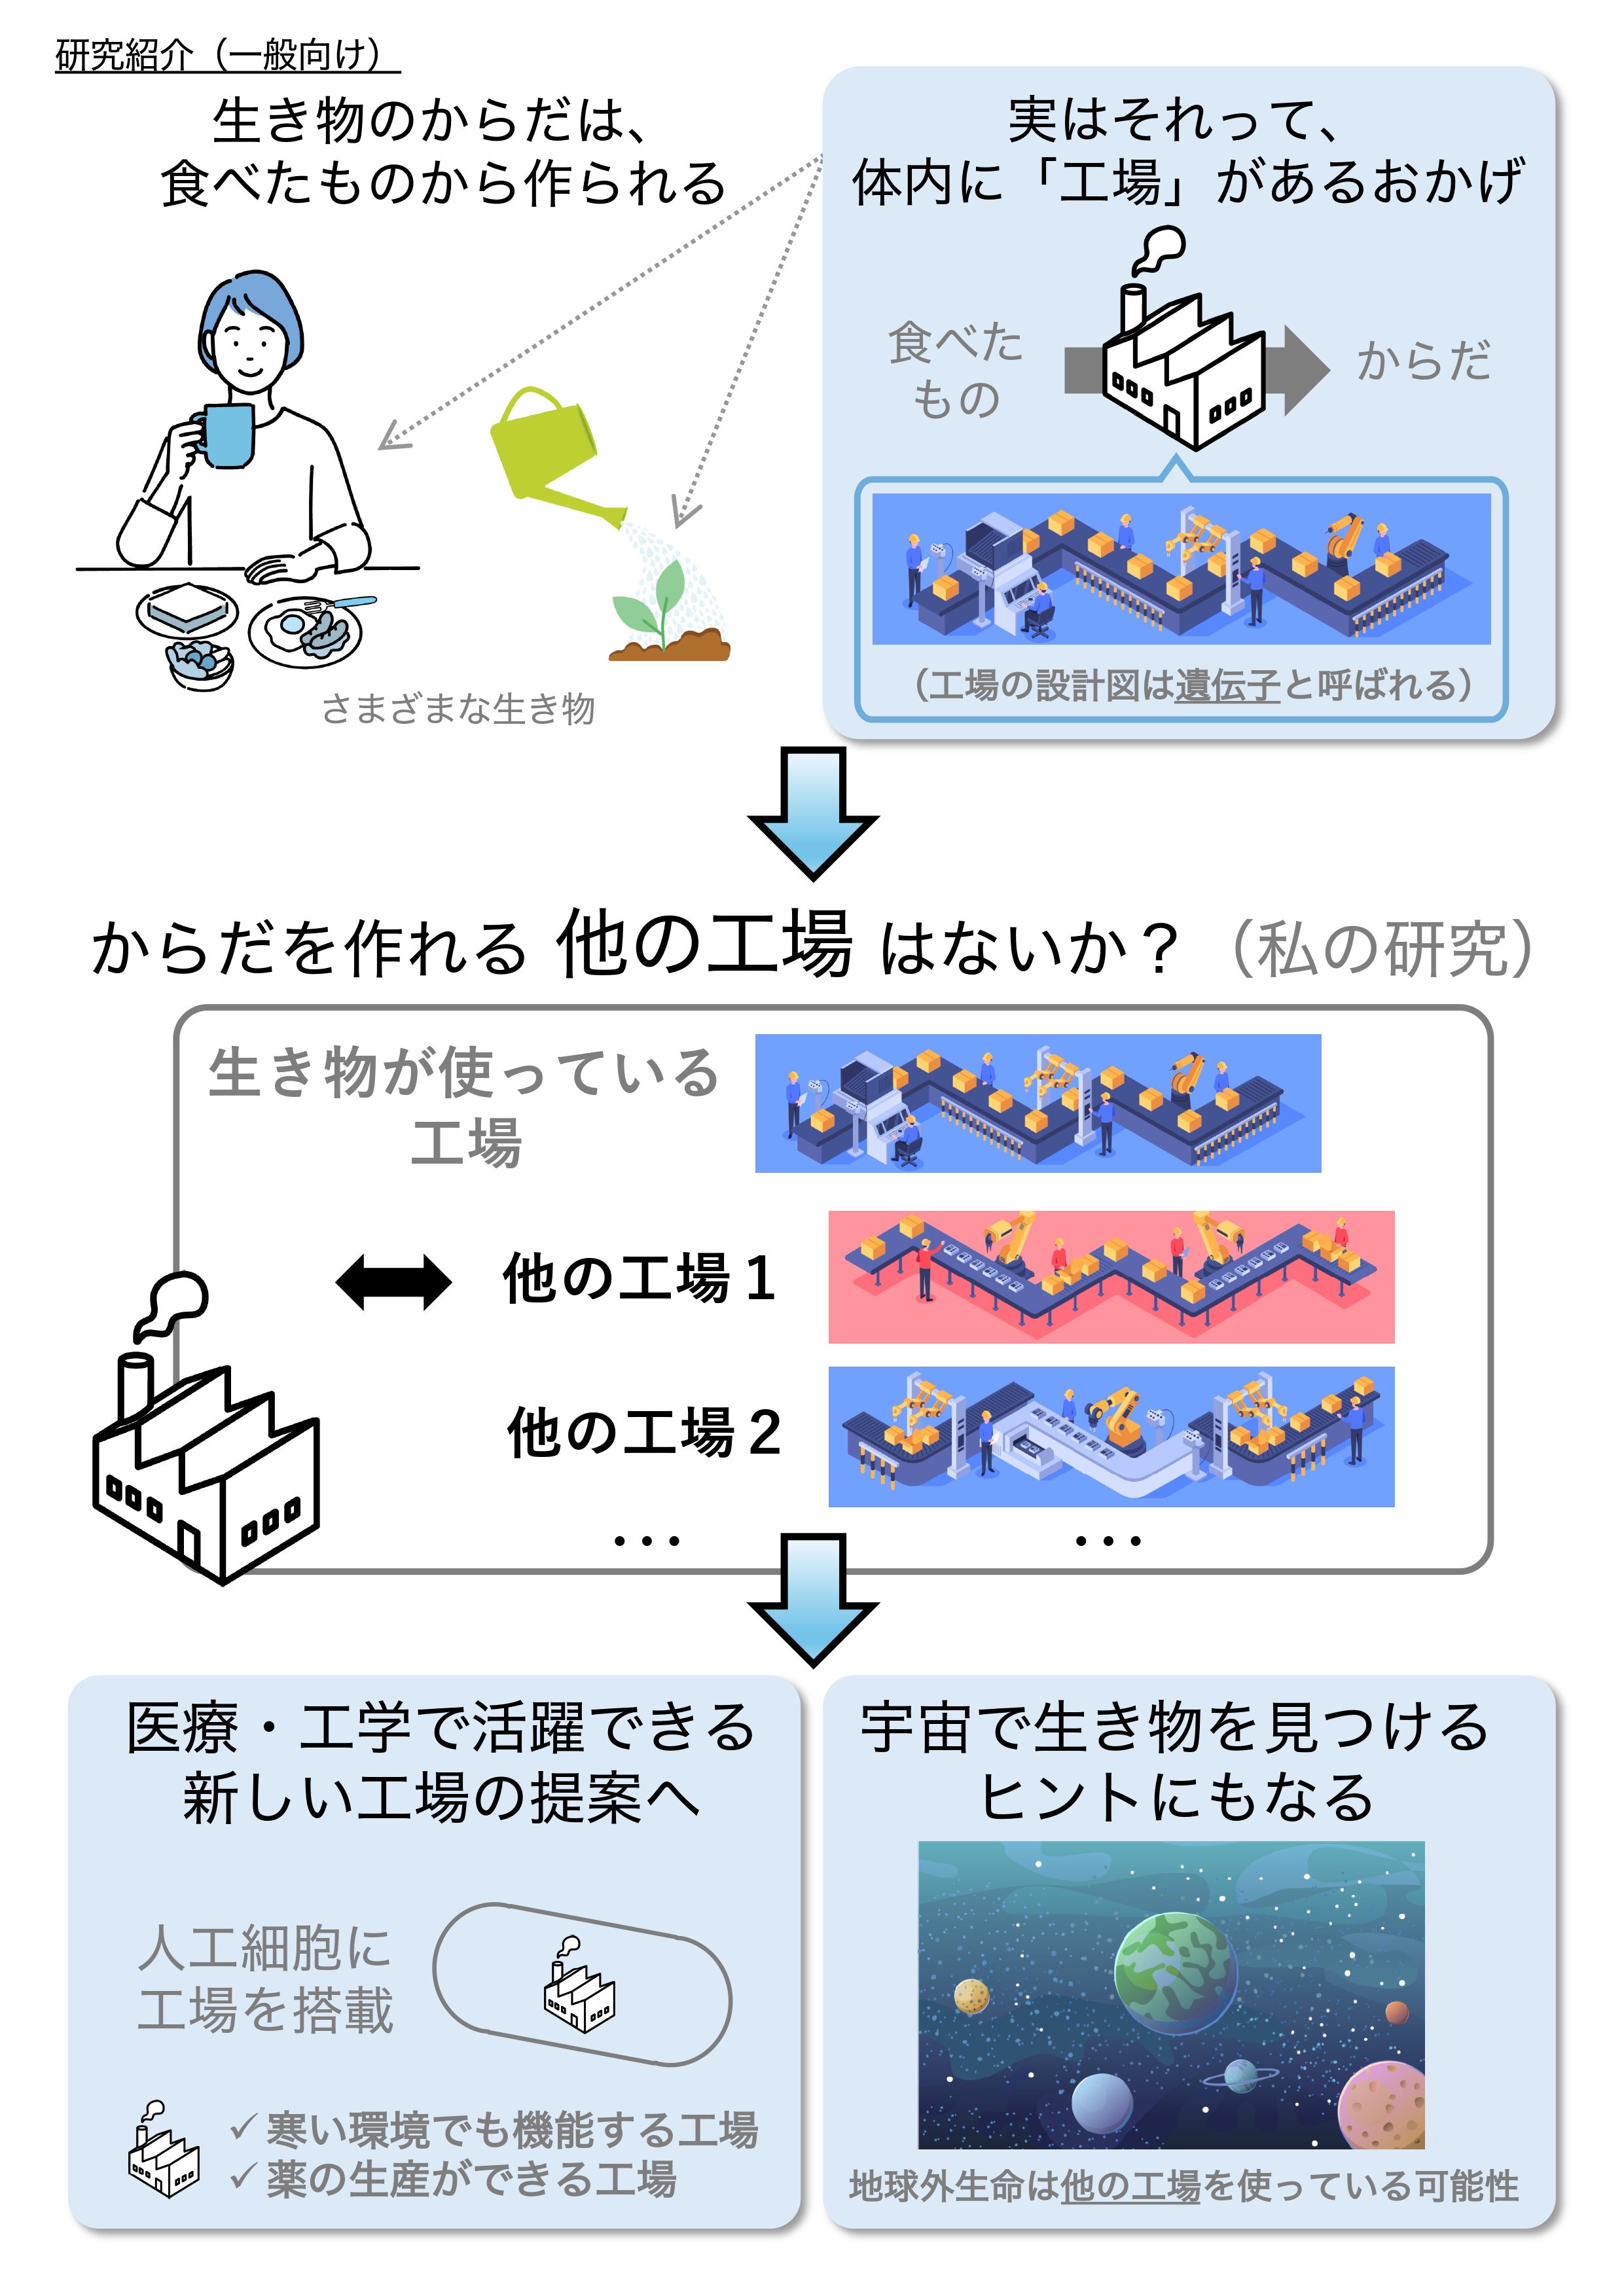 研究紹介（一般向け）
生き物のからだは、
食べたものから作られる
さまざまな生き物
実はそれって、
体内に「工場」があるおかげ
食べた
もの
からだ
（工場の設計図は遺伝子と呼ばれる）
からだを作れる 他の工場 はないか？（私の研究）
生き物が使っている
工場
他の工場１
他の工場２
… …
医療・工学で活躍できる
新しい工場の提案へ
人工細胞に
工場を搭載
✓ 寒い環境でも機能する工場
✓ 薬の生産ができる工場
宇宙で生き物を見つける
ヒントにもなる
地球外生命は他の工場を使っている可能性